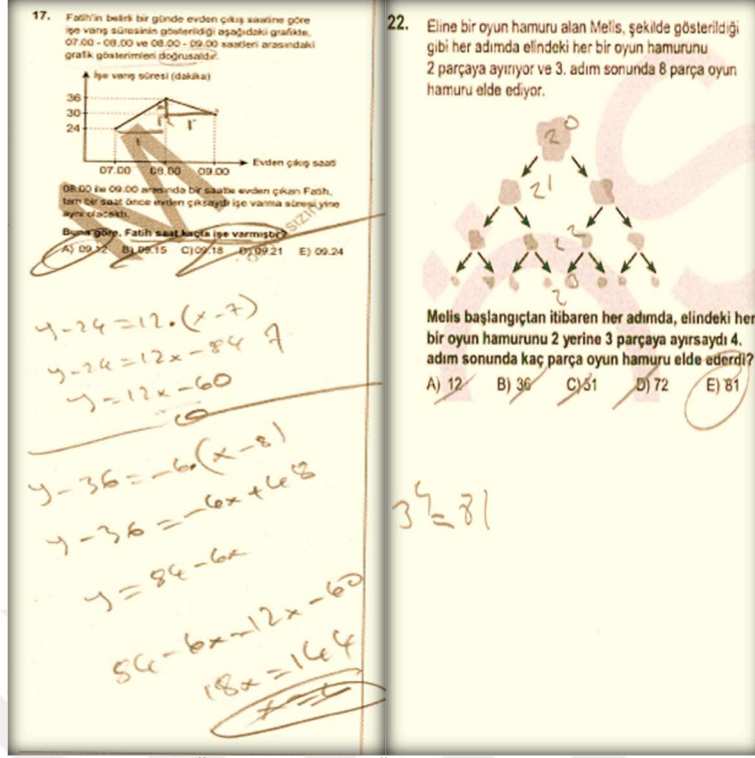 17. Fatih'in belirli bir günde evden çıkış saatine göre
işe varış süresinin gösterildiği aşağıdaki grafikte,
07.00 - 08.00 ve 08.00 - 09.00 saatleri arasındaki
grafik gösterimleri doğrusaldır.
İşe varış süresi (dakika)
36
30
24
07.00 08.00 09.00
Evden çıkış saati
08.00 ile 09.00 arasında bir saatte evden çıkan Fatih,
tam bir saat önce evden çıksaydı işe varma süresi yine
aynı olacaktı.
Buna göre, Fatih saat kaçta işe varmıştır?
A) 09.12 B) 09.15 C) 09.18 D) 09.21 E) 09.24
y-24=12.(x-7)
y-24=12x-84
y=12x-60
y-36=-6.(x-8)
y-36=-6x+48
y=84-6x
84-6x=12x-60
18x=144
22. Eline bir oyun hamuru alan Melis, şekilde gösterildiği
gibi her adımda elindeki her bir oyun hamurunu
2 parçaya ayırıyor ve 3. adım sonunda 8 parça oyun
hamuru elde ediyor.
2⁰
2¹
2²
Melis başlangıçtan itibaren her adımda, elindeki her
bir oyun hamurunu 2 yerine 3 parçaya ayırsaydı 4.
adım sonunda kaç parça oyun hamuru elde ederdi?
A) 12 B) 36 C) 51 D) 72 E) 81
3⁴=81